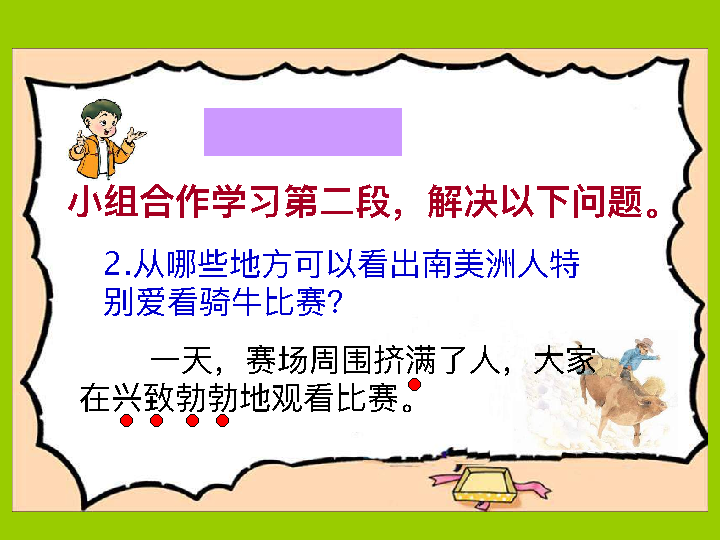 小组合作学习第二段，解决以下问题。
2.从哪些地方可以看出南美洲人特
别爱看骑牛比赛？
一天，赛场周围挤满了人，大家
在兴致勃勃地观看比赛。